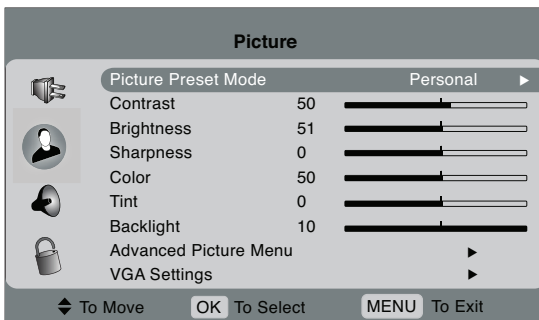 Picture
Picture Preset Mode Personal
Contrast 50
Brightness 51
Sharpness 0
Color 50
Tint 0
Backlight 10
Advanced Picture Menu
VGA Settings
To Move OK To Select MENU To Exit